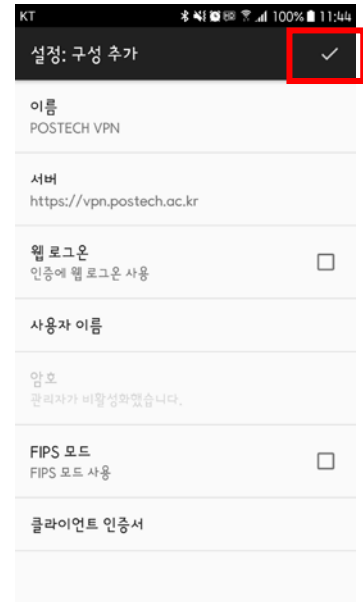 KT 100% 11:44
설정: 구성 추가
이름
POSTECH VPN
서버
https://vpn.postech.ac.kr
웹 로그온
인증에 웹 로그온 사용
사용자 이름
암호
관리자가 비활성화했습니다.
FIPS 모드
FIPS 모드 사용
클라이언트 인증서